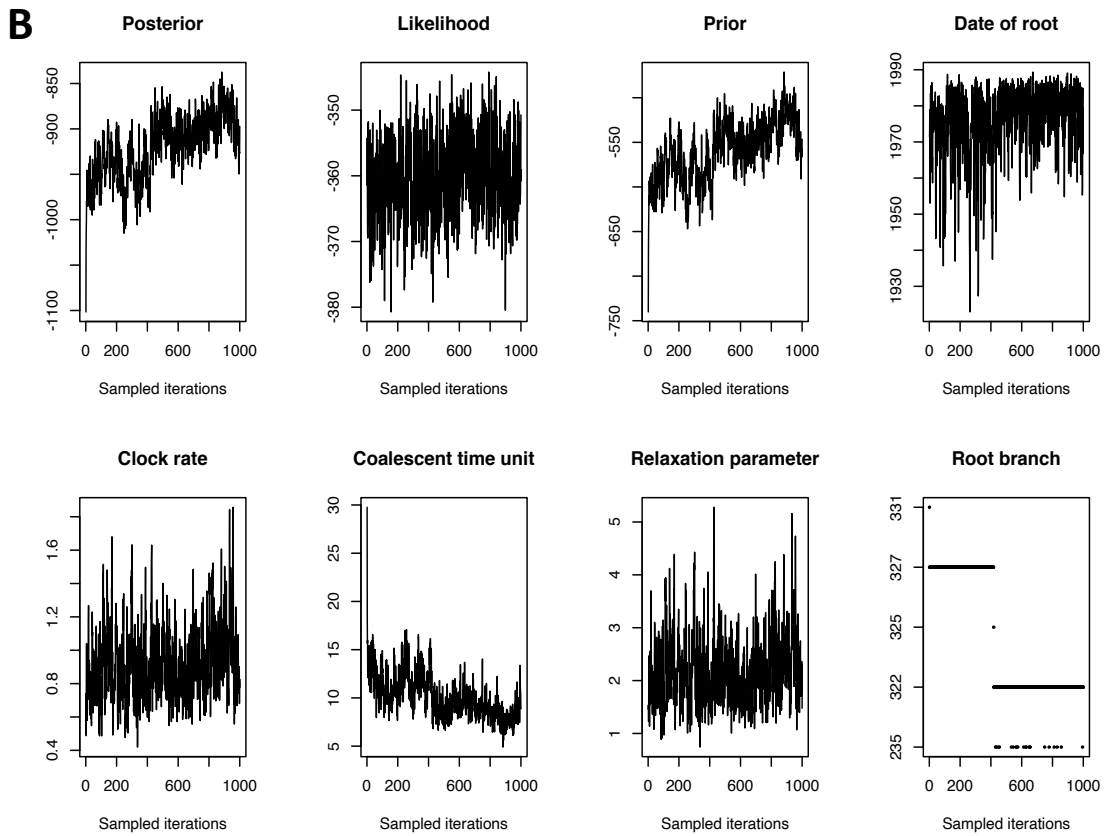 B
Posterior
Likelihood
Prior
Date of root
-850
-900
-1000
-1100
-350
-360
-370
-380
-550
-650
-750
1990
1970
1950
1930
0 200 600 1000
0 200 600 1000
0 200 600 1000
0 200 600 1000
Sampled iterations
Sampled iterations
Sampled iterations
Sampled iterations
Clock rate
Coalescent time unit
Relaxation parameter
Root branch
1.6
1.2
0.8
0.4
30
25
20
15
10
5
5
4
3
2
1
331
327
325
322
235
0 200 600 1000
0 200 600 1000
0 200 600 1000
0 200 600 1000
Sampled iterations
Sampled iterations
Sampled iterations
Sampled iterations